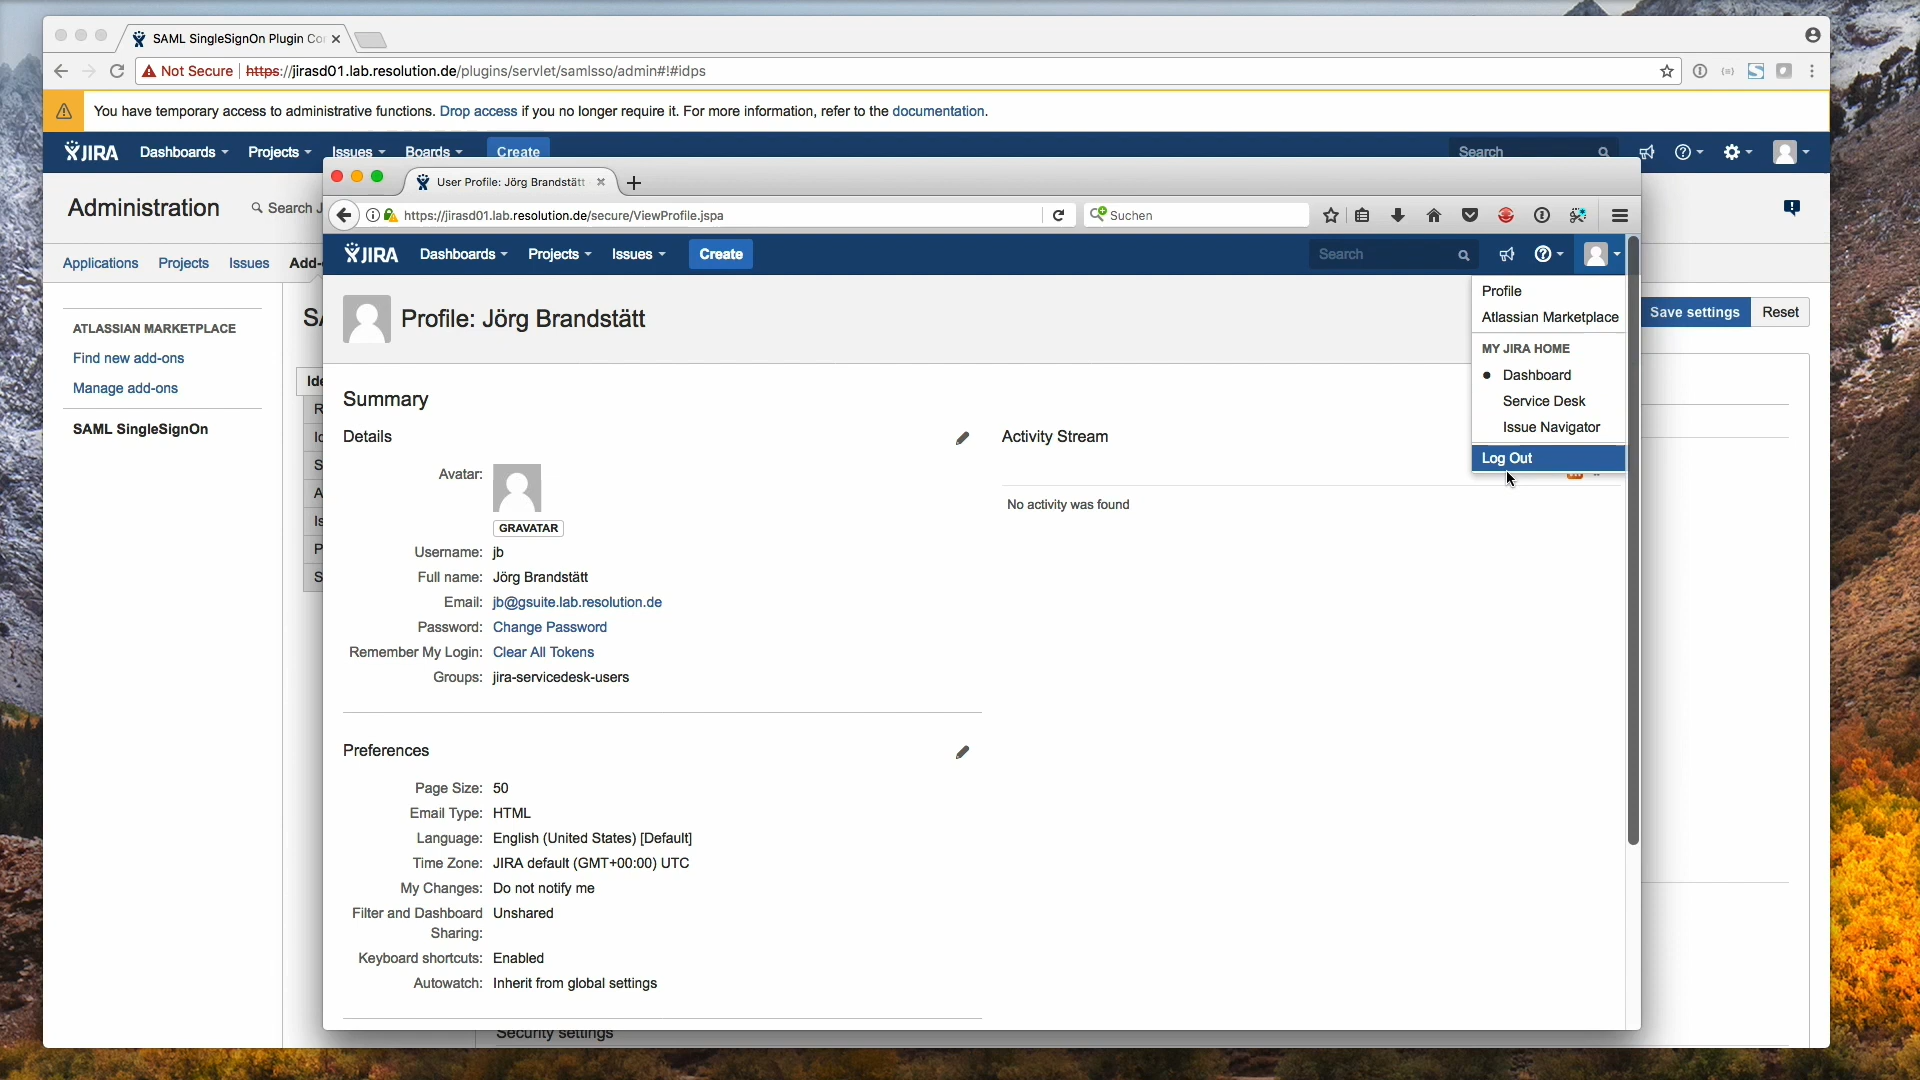 SAML SingleSignOn Plugin Co
Not Secure https://jirasd01.lab.resolution.de/plugins/servlet/samlsso/admin#!#idps
You have temporary access to administrative functions. Drop access if you no longer require it. For more information, refer to the documentation.
JIRA Dashboards Projects Issues Boards Create Search
Administration Search J
Applications Projects Issues Add-
ATLASSIAN MARKETPLACE
Find new add-ons
Manage add-ons
SAML SingleSignOn
Save settings Reset
User Profile: Jörg Brandstätt
https://jirasd01.lab.resolution.de/secure/ViewProfile.jspa Suchen
JIRA Dashboards Projects Issues Create Search
Profile: Jörg Brandstätt
Profile
Atlassian Marketplace
MY JIRA HOME
Dashboard
Service Desk
Issue Navigator
Log Out
Summary
Details
Avatar:
GRAVATAR
Username: jb
Full name: Jörg Brandstätt
Email: jb@gsuite.lab.resolution.de
Password: Change Password
Remember My Login: Clear All Tokens
Groups: jira-servicedesk-users
Activity Stream
No activity was found
Preferences
Page Size: 50
Email Type: HTML
Language: English (United States) [Default]
Time Zone: JIRA default (GMT+00:00) UTC
My Changes: Do not notify me
Filter and Dashboard Sharing: Unshared
Keyboard shortcuts: Enabled
Autowatch: Inherit from global settings
Security settings